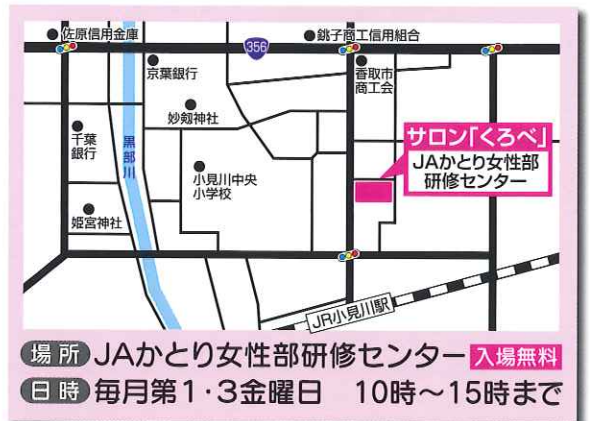 佐原信用金庫
356
銚子商工信用組合
京葉銀行
香取市
商工会
妙剱神社
千葉
銀行
黒部川
サロン「くろべ」
JAかとり女性部
研修センター
小見川中央
小学校
姫宮神社
JR小見川駅
場所 JAかとり女性部研修センター 入場無料
日時 毎月第1・3金曜日 10時～15時まで